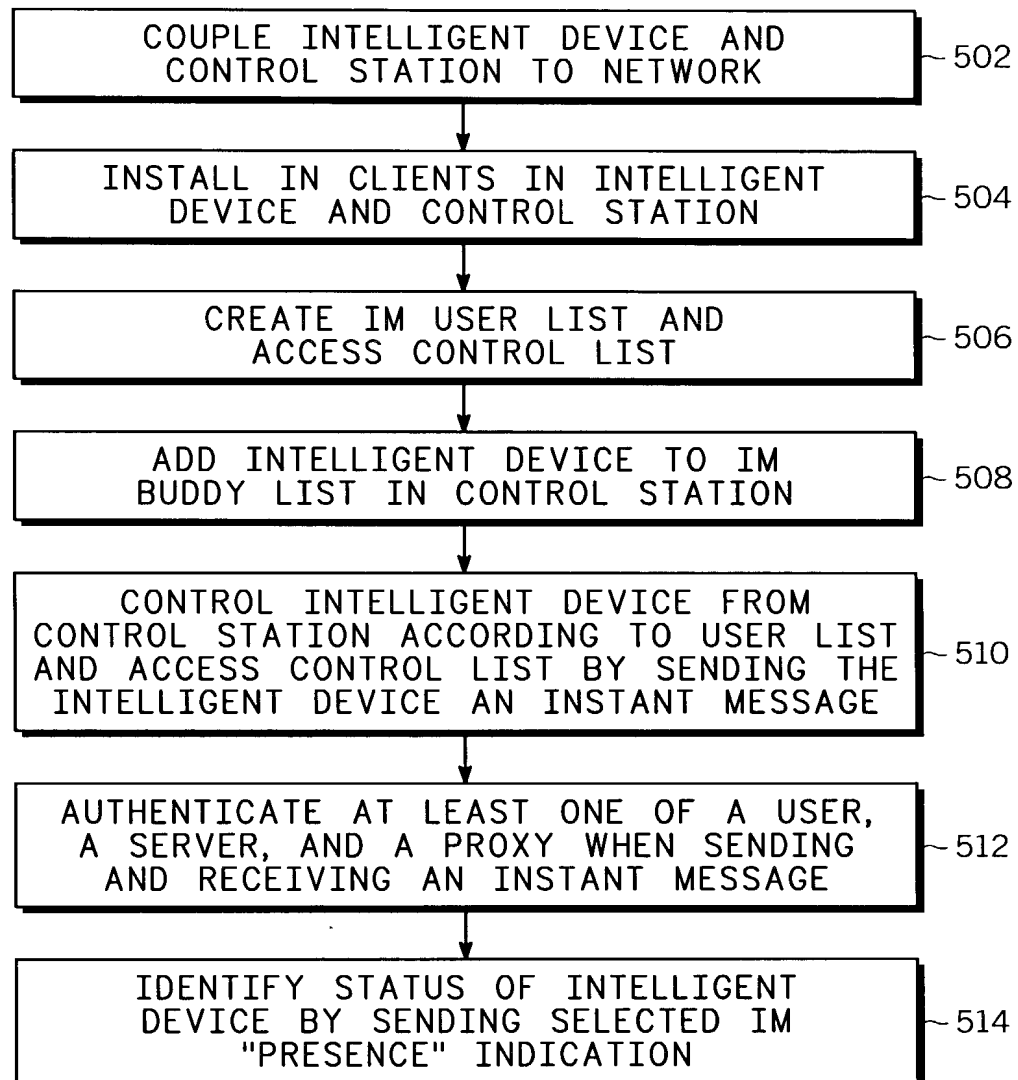 COUPLE INTELLIGENT DEVICE AND
CONTROL STATION TO NETWORK
502
INSTALL IN CLIENTS IN INTELLIGENT
DEVICE AND CONTROL STATION
504
CREATE IM USER LIST AND
ACCESS CONTROL LIST
506
ADD INTELLIGENT DEVICE TO IM
BUDDY LIST IN CONTROL STATION
508
CONTROL INTELLIGENT DEVICE FROM
CONTROL STATION ACCORDING TO USER LIST
AND ACCESS CONTROL LIST BY SENDING THE
INTELLIGENT DEVICE AN INSTANT MESSAGE
510
AUTHENTICATE AT LEAST ONE OF A USER,
A SERVER, AND A PROXY WHEN SENDING
AND RECEIVING AN INSTANT MESSAGE
512
IDENTIFY STATUS OF INTELLIGENT
DEVICE BY SENDING SELECTED IM
"PRESENCE" INDICATION
514